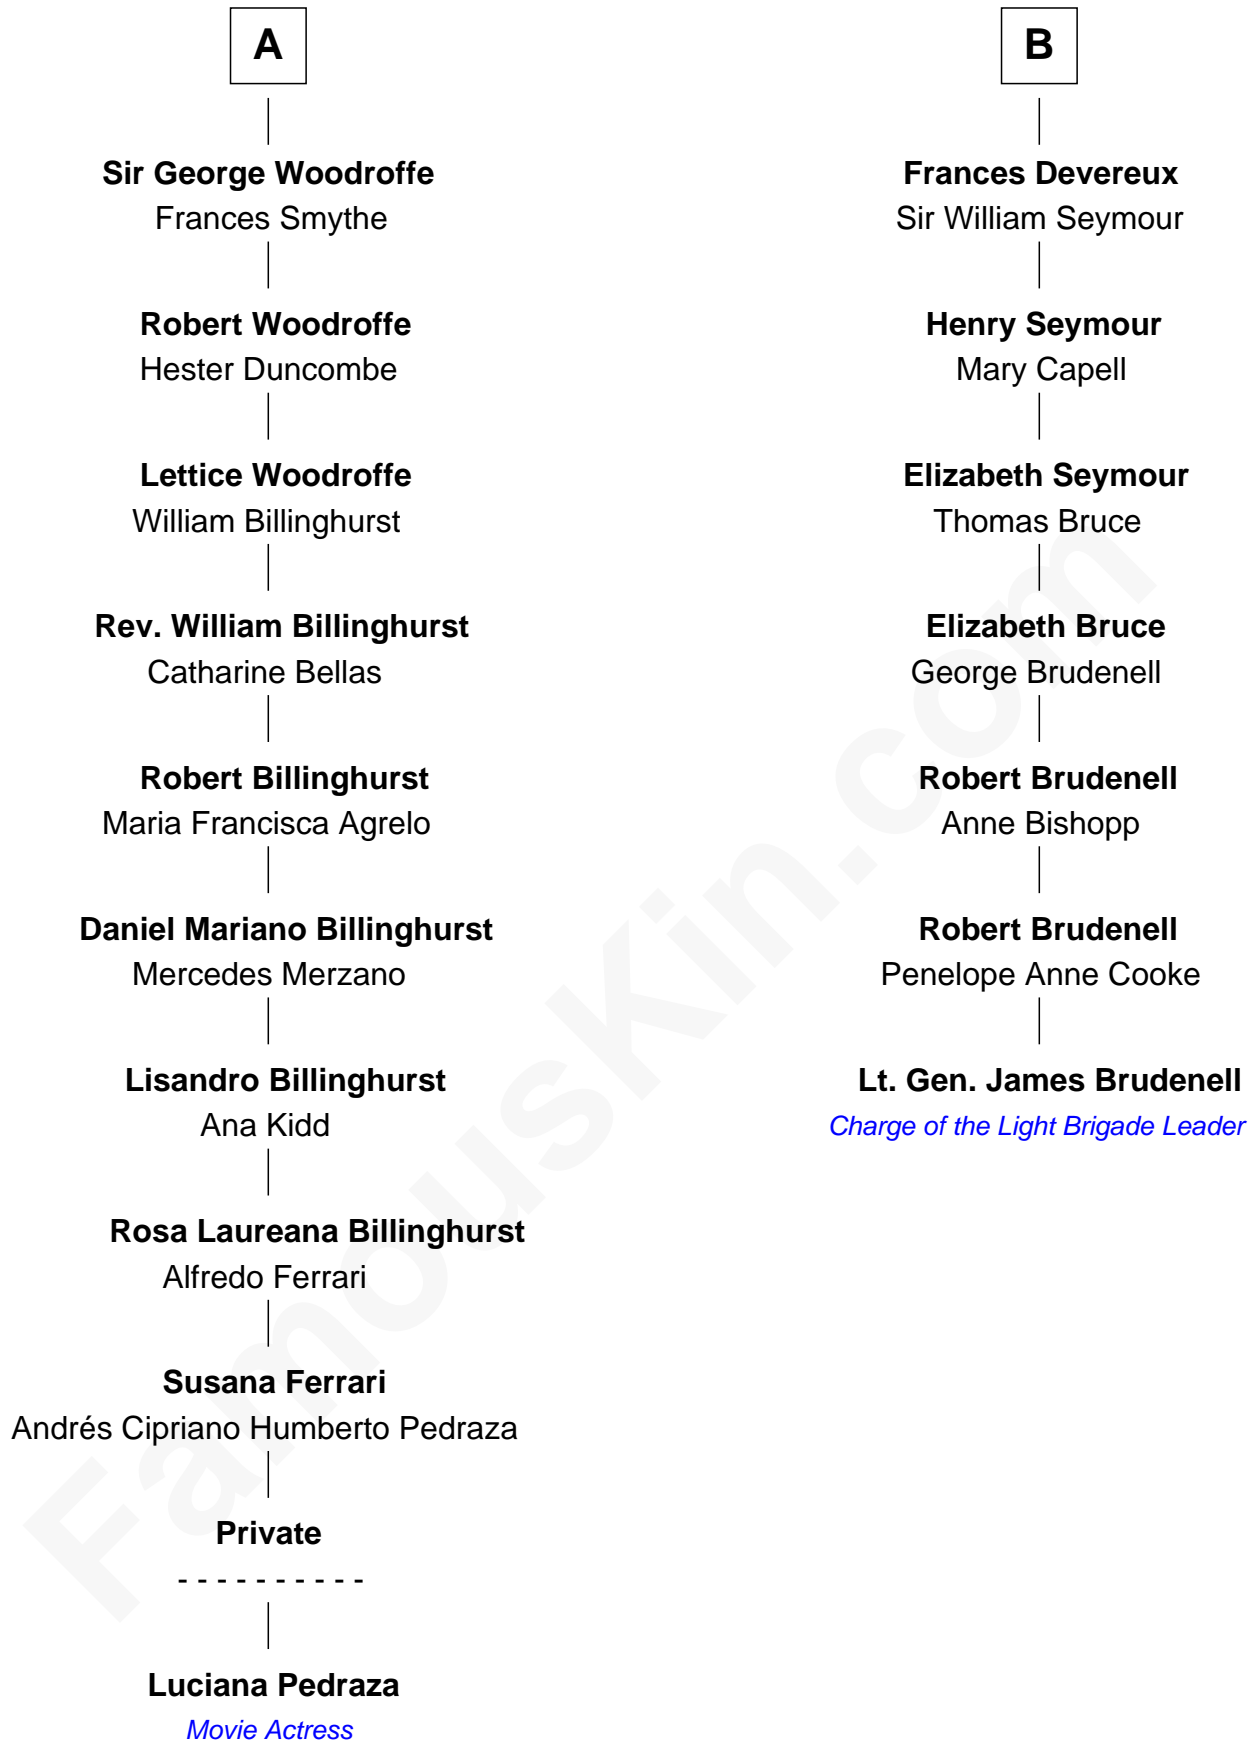 A
Sir George Woodroffe
Frances Smythe
Robert Woodroffe
Hester Duncombe
Lettice Woodroffe
William Billinghurst
Rev. William Billinghurst
Catharine Bellas
Robert Billinghurst
Maria Francisca Agrelo
Daniel Mariano Billinghurst
Mercedes Merzano
Lisandro Billinghurst
Ana Kidd
Rosa Laureana Billinghurst
Alfredo Ferrari
Susana Ferrari
Andrés Cipriano Humberto Pedraza
Private
- - - - - - - - - -
Luciana Pedraza
Movie Actress
B
Frances Devereux
Sir William Seymour
Henry Seymour
Mary Capell
Elizabeth Seymour
Thomas Bruce
Elizabeth Bruce
George Brudenell
Robert Brudenell
Anne Bishopp
Robert Brudenell
Penelope Anne Cooke
Lt. Gen. James Brudenell
Charge of the Light Brigade Leader
FamousKin.com